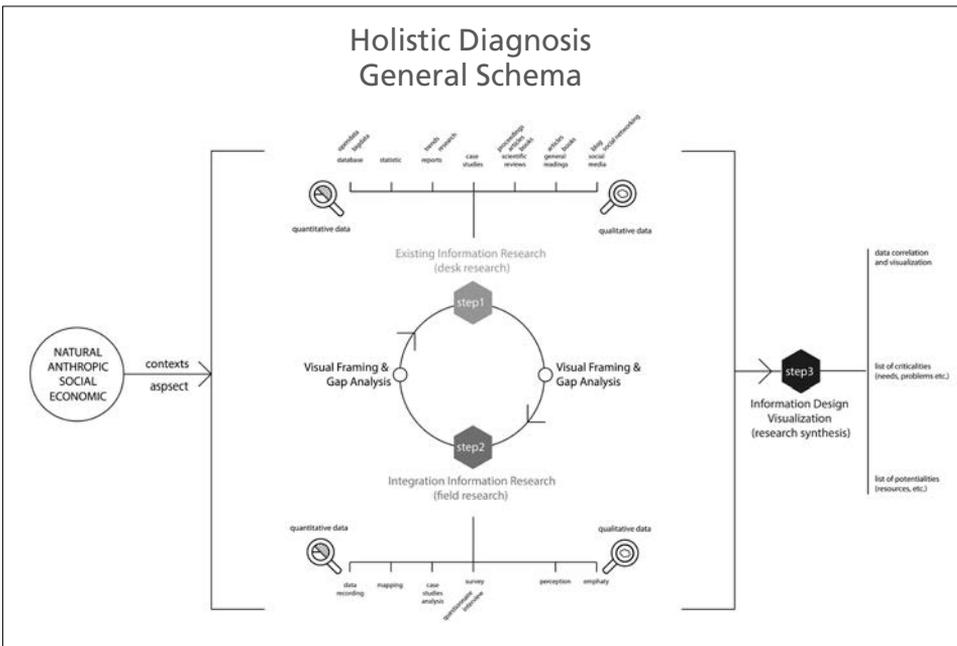 Holistic Diagnosis
General Schema
opendata
bigdata
database
statistic
trends
research
reports
case
studies
proceedings
articles
books
scientific
reviews
articles
books
general
readings
blog
social networking
social
media
quantitative data
qualitative data
Existing Information Research
(desk research)
step1
NATURAL
ANTHROPIC
SOCIAL
ECONOMIC
contexts
aspsect
Visual Framing &
Gap Analysis
Visual Framing &
Gap Analysis
step2
Integration Information Research
(field research)
quantitative data
qualitative data
data
recording
mapping
case
studies
analysis
survey
questionnaire
interview
perception
emphaty
step3
Information Design
Visualization
(research synthesis)
data correlation
and visualization
list of criticalities
(needs, problems etc.)
list of potentialities
(resources, etc.)